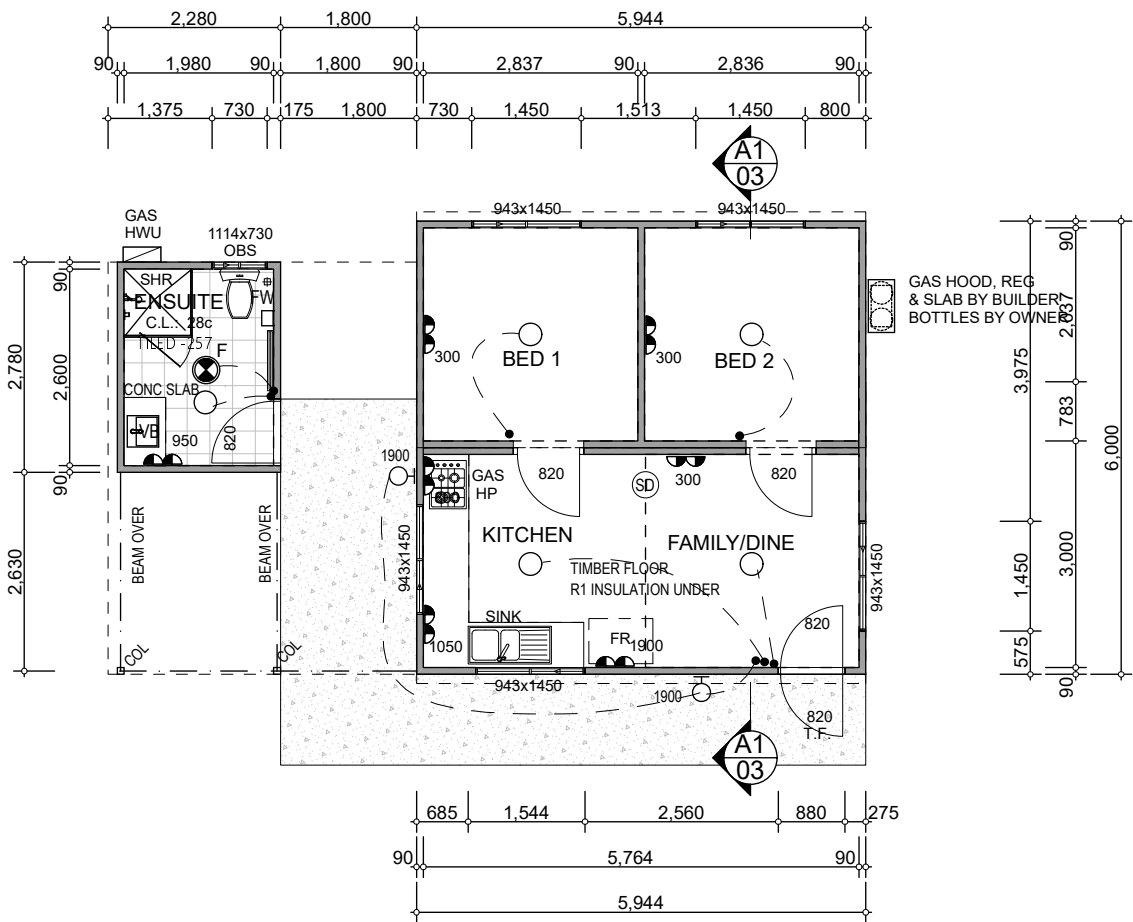 2,280 1,800 5,944
90 1,980 90 1,800 90 2,837 90 2,836 90
1,375 730 175 1,800 730 1,450 1,513 1,450 800
A1
03
943x1450 943x1450
GAS
HWU
1114x730
OBS
SHR
ENSUITE
FW
C.L.: 28c
TILED -257
F
CONC SLAB
VB
950
820
300
BED 1
300
BED 2
GAS HOOD, REG
& SLAB BY BUILDER
BOTTLES BY OWNER
90
2,780
2,600
90
2,630
90
2,837
3,975
783
6,000
1,450
3,000
575
90
1900
GAS
HP
820
SD
300
820
943x1450
KITCHEN
FAMILY/DINE
TIMBER FLOOR
R1 INSULATION UNDER
943x1450
BEAM OVER
BEAM OVER
COL
COL
SINK
1050
FR
1900
820
943x1450
1900
820
T.F.
A1
03
685 1,544 2,560 880 275
90 5,764 90
5,944